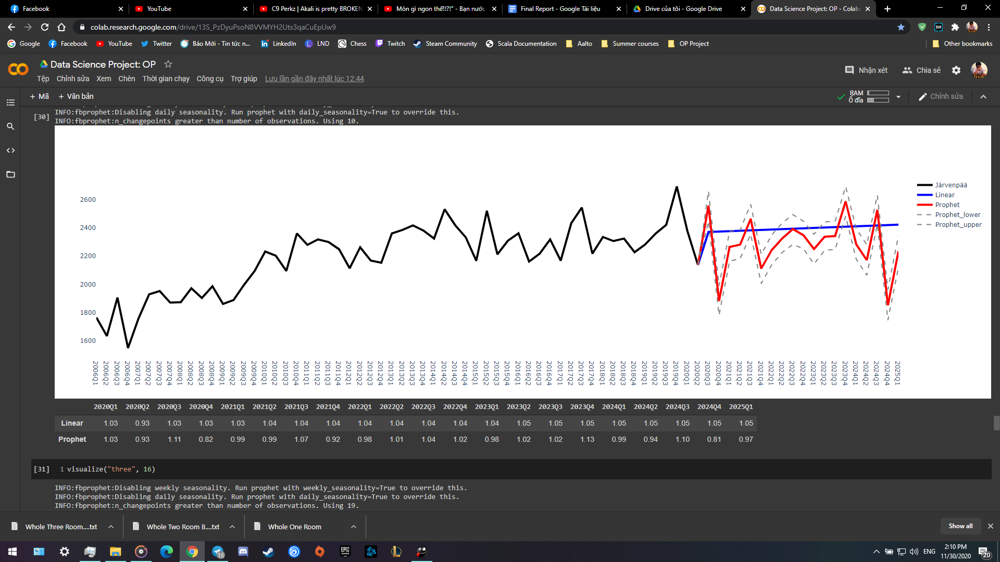 Facebook
YouTube
C9 Perkz | Akali is pretty BROKEN
Món gì ngon thế!!?!" - Bạn nước
Final Report - Google Tài liệu
Drive của tôi - Google Drive
Data Science Project: OP - Colabo
colab.research.google.com/drive/13S_PzDyuPsoN8VVMYH2Uts3qaCuEpUw9
Google
Facebook
YouTube
Twitter
Báo Mới - Tin tức n...
LinkedIn
LND
Chess
Twitch
Steam Community
Scala Documentation
Aalto
Summer courses
OP Project
Other bookmarks
Data Science Project: OP
Tệp Chỉnh sửa Xem Chèn Thời gian chạy Công cụ Trợ giúp Lưu lần gần đây nhất lúc 12:44
Nhận xét
Chia sẻ
+ Mã + Văn bản
RAM
Ổ đĩa
Chỉnh sửa
[30]
INFO:fbprophet:Disabling daily seasonality. Run prophet with daily_seasonality=True to override this.
INFO:fbprophet:n_changepoints greater than number of observations. Using 10.
2600
2400
2200
2000
1800
1600
Järvenpää
Linear
Prophet
Prophet_lower
Prophet_upper
2006Q1 2006Q2 2006Q3 2006Q4 2007Q1 2007Q2 2007Q3 2007Q4 2008Q1 2008Q2 2008Q3 2008Q4 2009Q1 2009Q2 2009Q3 2009Q4 2010Q1 2010Q2 2010Q3 2010Q4 2011Q1 2011Q2 2011Q3 2011Q4 2012Q1 2012Q2 2012Q3 2012Q4 2013Q1 2013Q2 2013Q3 2013Q4 2014Q1 2014Q2 2014Q3 2014Q4 2015Q1 2015Q2 2015Q3 2015Q4 2016Q1 2016Q2 2016Q3 2016Q4 2017Q1 2017Q2 2017Q3 2017Q4 2018Q1 2018Q2 2018Q3 2018Q4 2019Q1 2019Q2 2019Q3 2019Q4 2020Q1 2020Q2 2020Q3 2020Q4 2021Q1 2021Q2 2021Q3 2021Q4 2022Q1 2022Q2 2022Q3 2022Q4 2023Q1 2023Q2 2023Q3 2023Q4 2024Q1 2024Q2 2024Q3 2024Q4 2025Q1
2020Q1 2020Q2 2020Q3 2020Q4 2021Q1 2021Q2 2021Q3 2021Q4 2022Q1 2022Q2 2022Q3 2022Q4 2023Q1 2023Q2 2023Q3 2023Q4 2024Q1 2024Q2 2024Q3 2024Q4 2025Q1
Linear 1.03 0.93 1.03 1.03 1.03 1.04 1.04 1.04 1.04 1.04 1.04 1.04 1.04 1.05 1.05 1.05 1.05 1.05 1.05 1.05 1.05
Prophet 1.03 0.93 1.11 0.82 0.99 0.99 1.07 0.92 0.98 1.01 1.04 1.02 0.98 1.02 1.02 1.13 0.99 0.94 1.10 0.81 0.97
[31] 1 visualize("three", 16)
INFO:fbprophet:Disabling weekly seasonality. Run prophet with weekly_seasonality=True to override this.
INFO:fbprophet:Disabling daily seasonality. Run prophet with daily_seasonality=True to override this.
INFO:fbprophet:n_changepoints greater than number of observations. Using 19.
Whole Three Room....txt
Whole Two Room B....txt
Whole One Room
Show all
16
EPIC GAMES
ENG
2:10 PM
11/30/2020
20